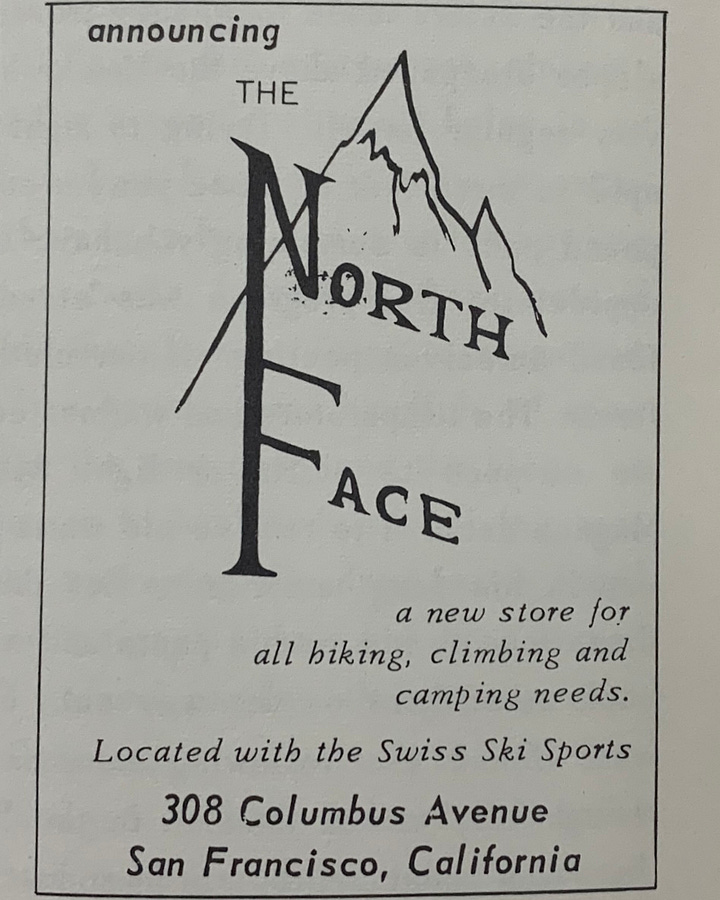 announcing
THE
NORTH
FACE
a new store for
all hiking, climbing and
camping needs.
Located with the Swiss Ski Sports
308 Columbus Avenue
San Francisco, California